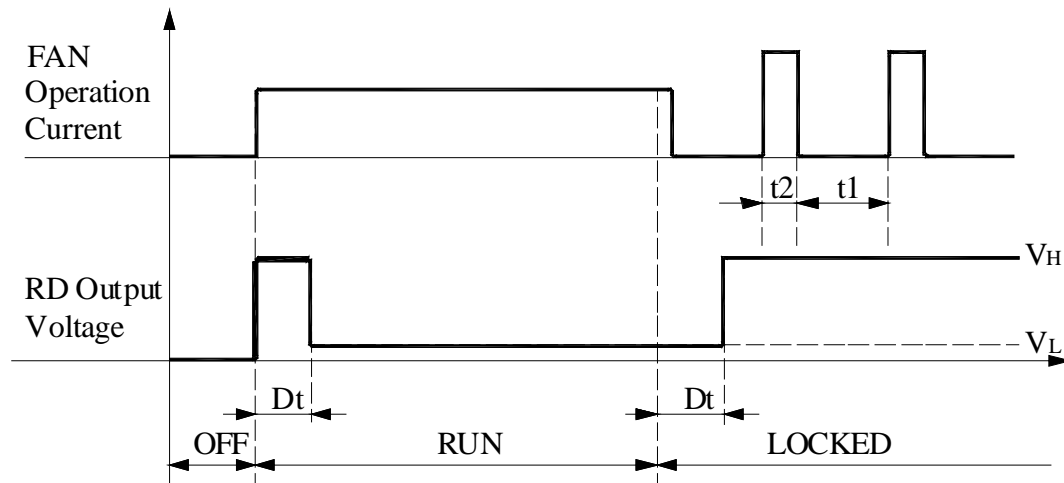 FAN
Operation
Current
t2
t1
VH
RD Output
Voltage
VL
Dt
Dt
OFF
RUN
LOCKED